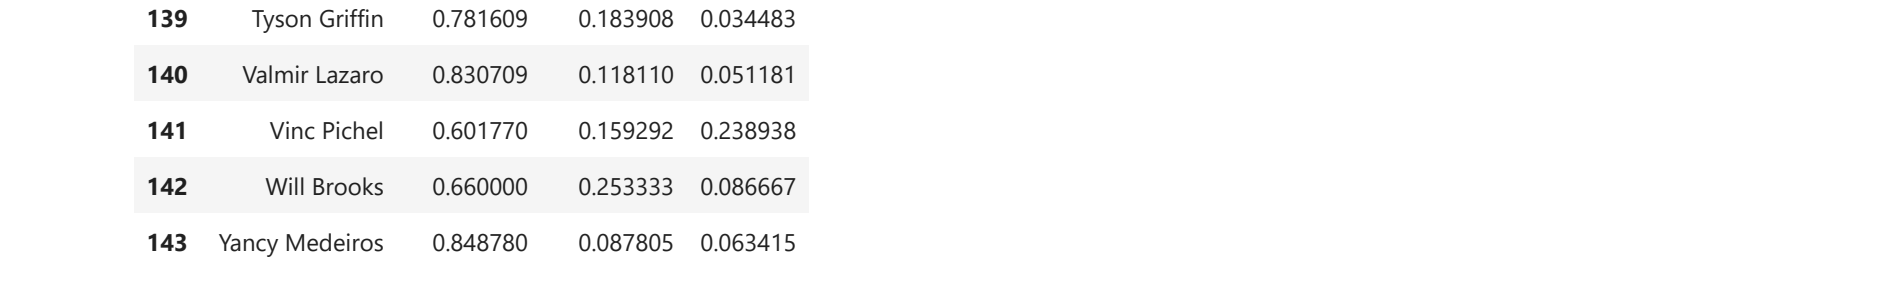 139 Tyson Griffin 0.781609 0.183908 0.034483
140 Valmir Lazaro 0.830709 0.118110 0.051181
141 Vinc Pichel 0.601770 0.159292 0.238938
142 Will Brooks 0.660000 0.253333 0.086667
143 Yancy Medeiros 0.848780 0.087805 0.063415